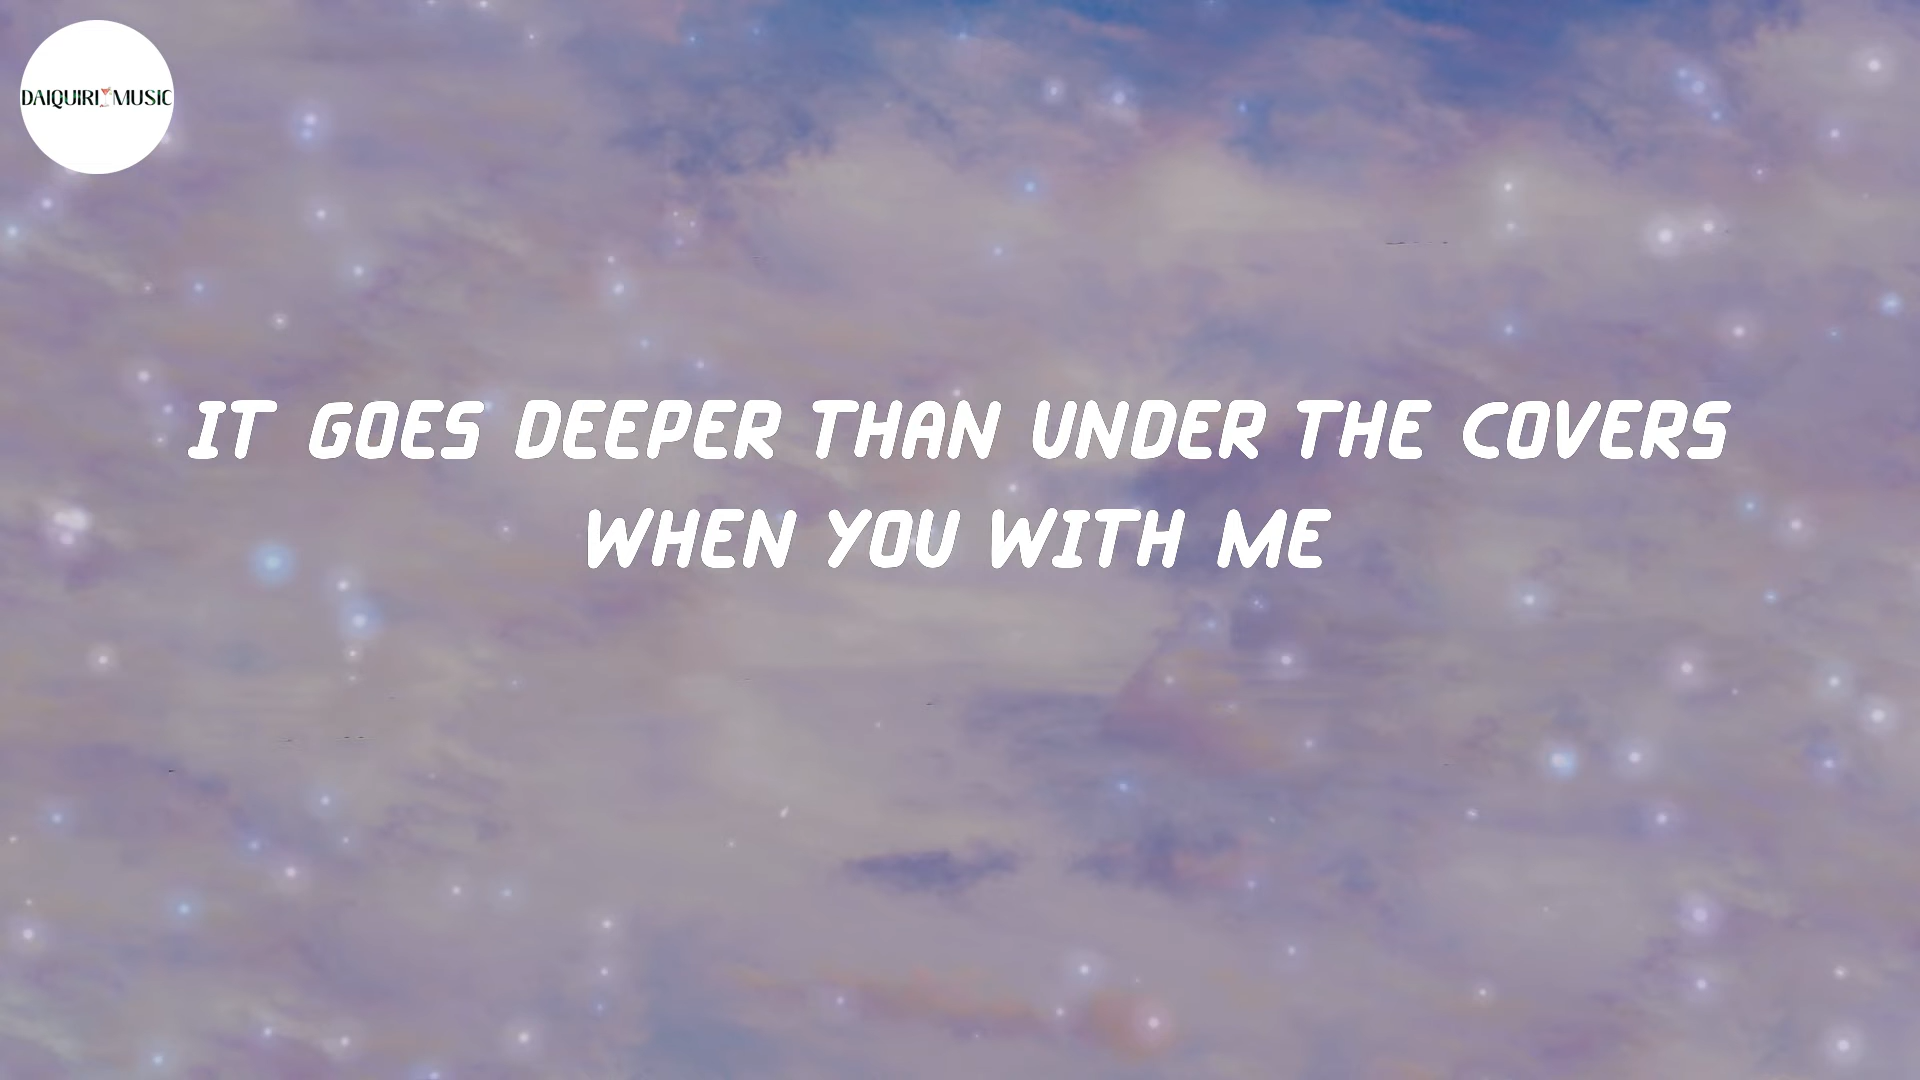 DAIQUIRI MUSIC
IT GOES DEEPER THAN UNDER THE COVERS
WHEN YOU WITH ME